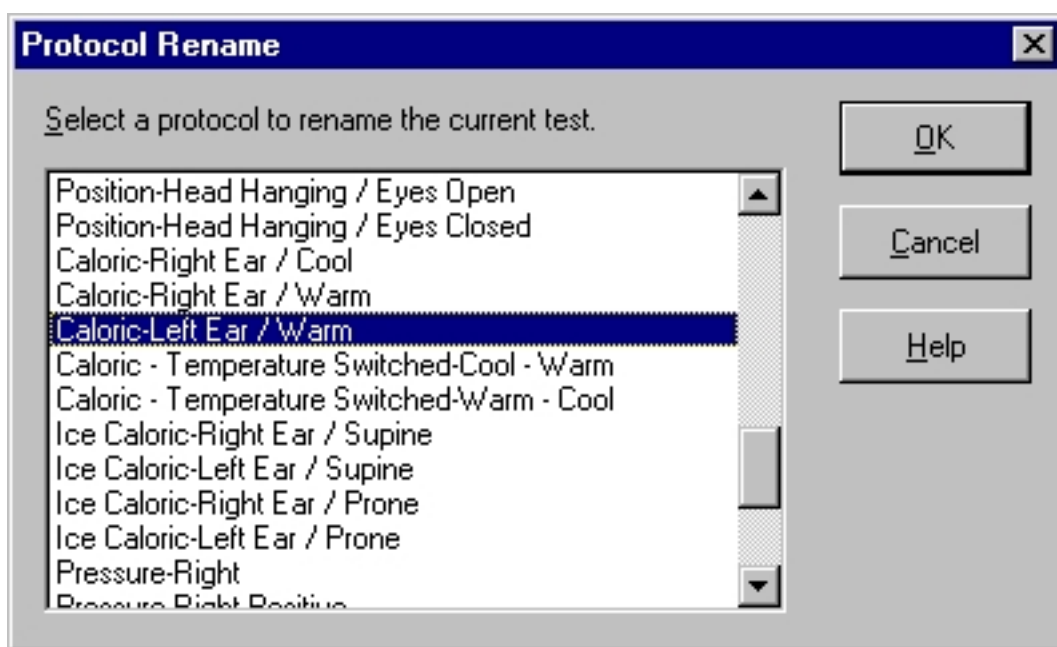 Protocol Rename
Select a protocol to rename the current test.
OK
Cancel
Help
Position-Head Hanging / Eyes Open
Position-Head Hanging / Eyes Closed
Caloric-Right Ear / Cool
Caloric-Right Ear / Warm
Caloric-Left Ear / Warm
Caloric - Temperature Switched-Cool - Warm
Caloric - Temperature Switched-Warm - Cool
Ice Caloric-Right Ear / Supine
Ice Caloric-Left Ear / Supine
Ice Caloric-Right Ear / Prone
Ice Caloric-Left Ear / Prone
Pressure-Right
Pressure-Right Positive